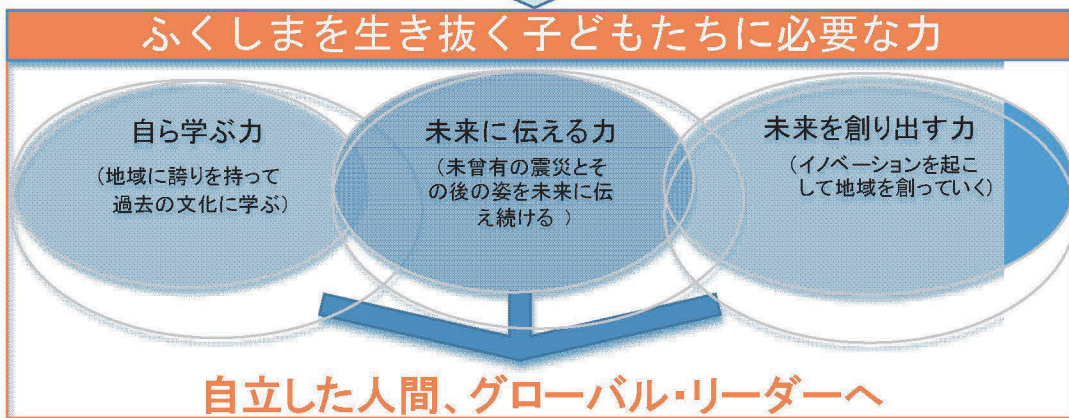 ふくしまを生き抜く子どもたちに必要な力
自ら学ぶ力
(地域に誇りを持って
過去の文化に学ぶ)
未来に伝える力
(未曾有の震災とそ
の後の姿を未来に伝
え続ける )
未来を創り出す力
(イノベーションを起こ
して地域を創っていく)
自立した人間、グローバル・リーダーへ